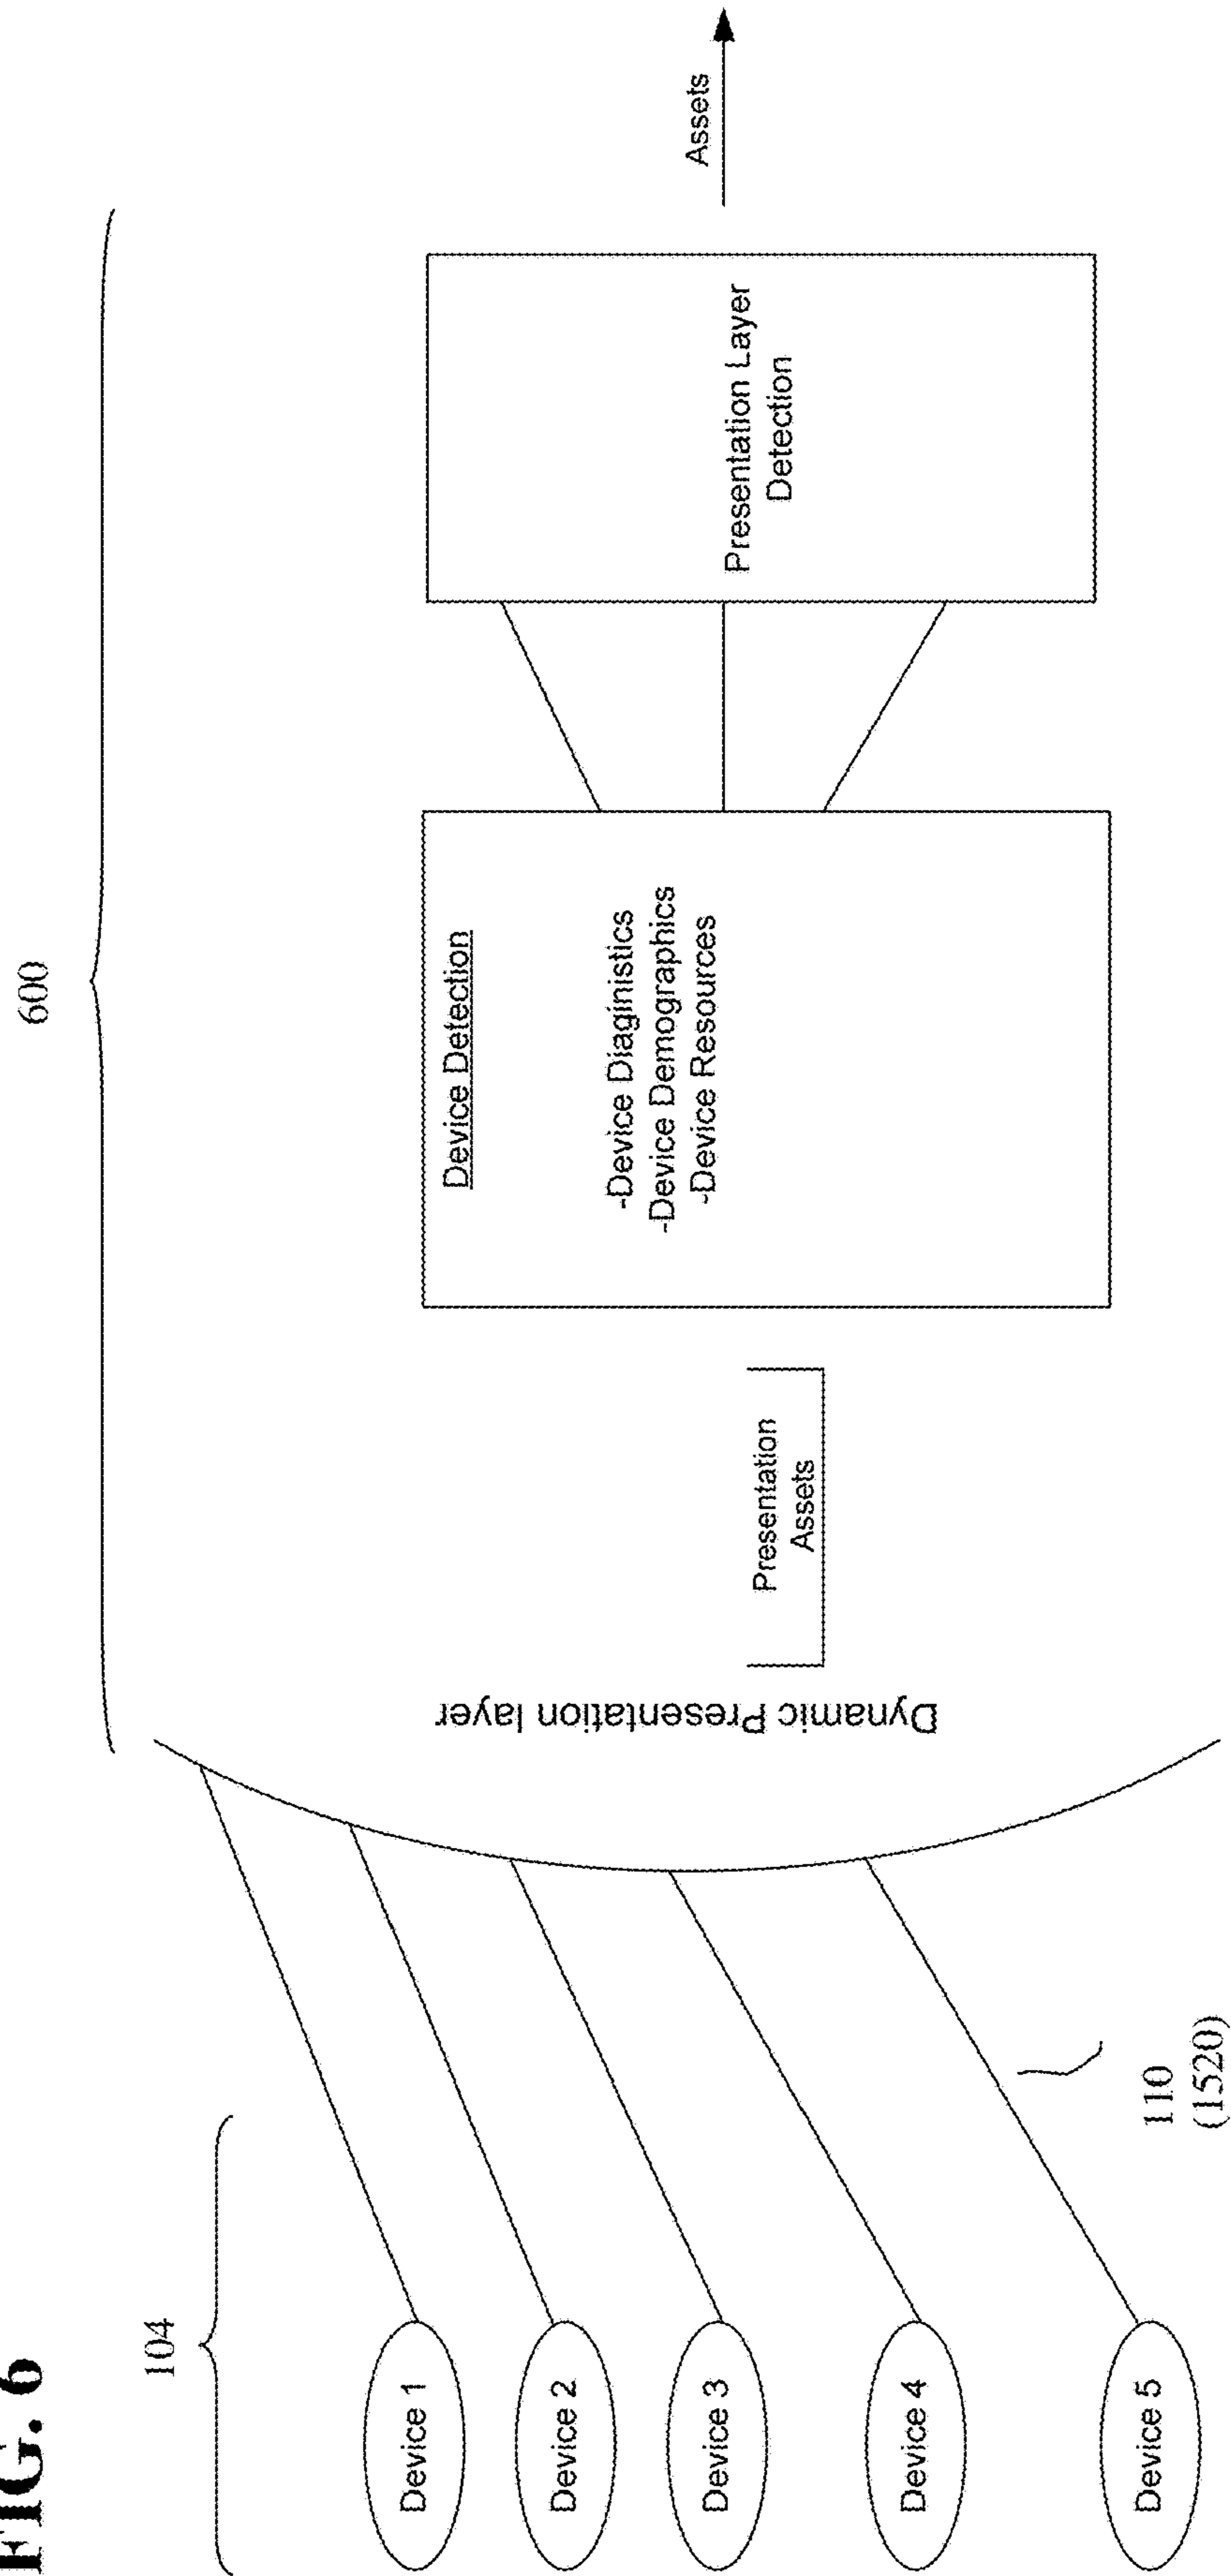 FIG. 6
600
104
Device 1
Device 2
Device 3
Device 4
Device 5
110
(1520)
Dynamic Presentation layer
Presentation
Assets
Device Detection
-Device Diaginistics
-Device Demographics
-Device Resources
Presentation Layer
Detection
Assets